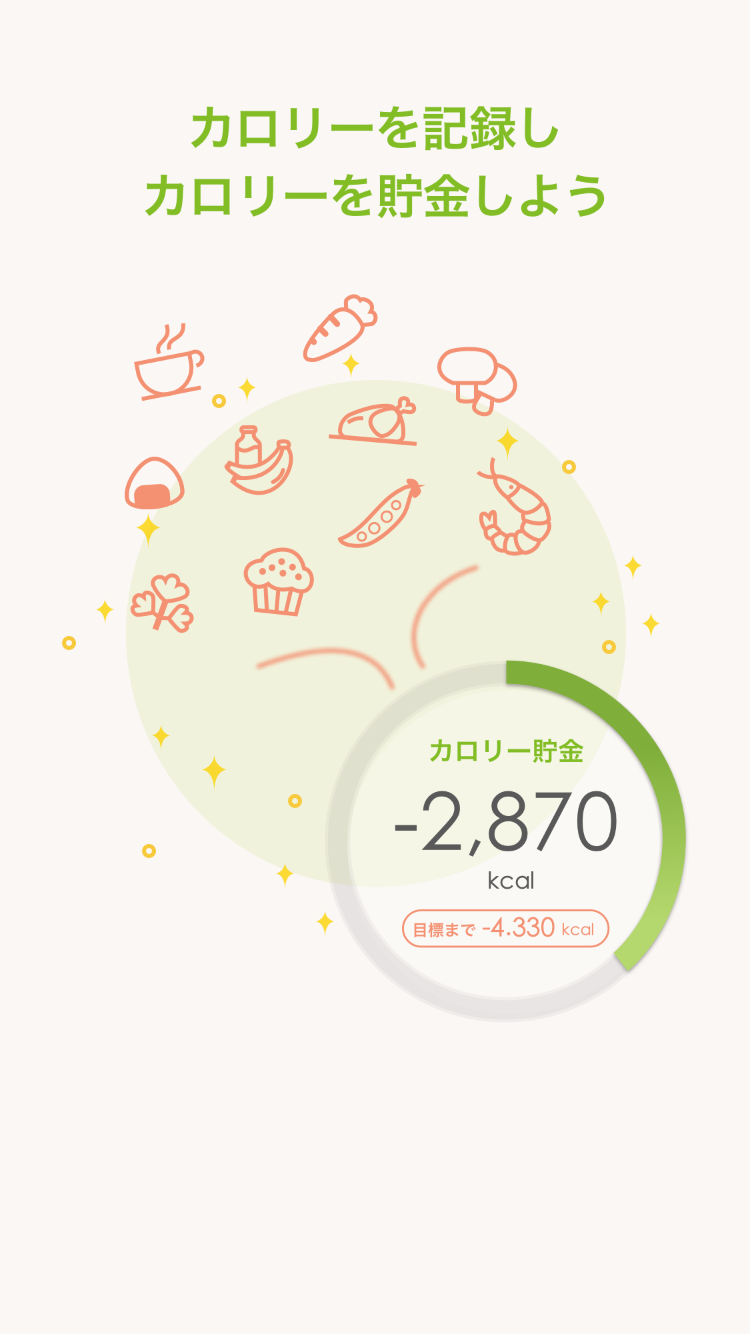 カロリーを記録し
カロリーを貯金しよう
カロリー貯金
-2,870
kcal
目標まで -4.330 kcal